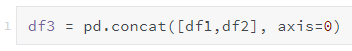 1 df3 = pd.concat([df1,df2], axis=0)